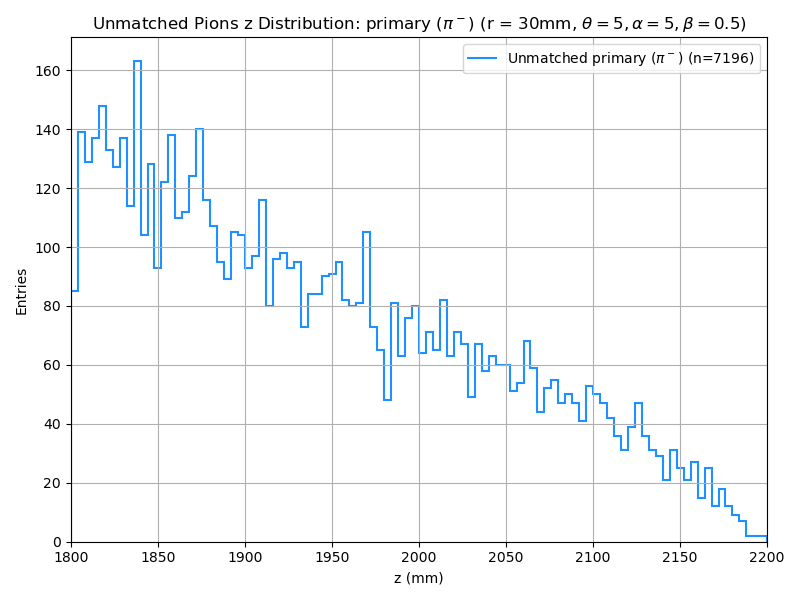 Unmatched Pions z Distribution: primary (π⁻) (r = 30mm, θ = 5, α = 5, β = 0.5)
Unmatched primary (π⁻) (n=7196)
Entries
160
140
120
100
80
60
40
20
0
1800 1850 1900 1950 2000 2050 2100 2150 2200
z (mm)